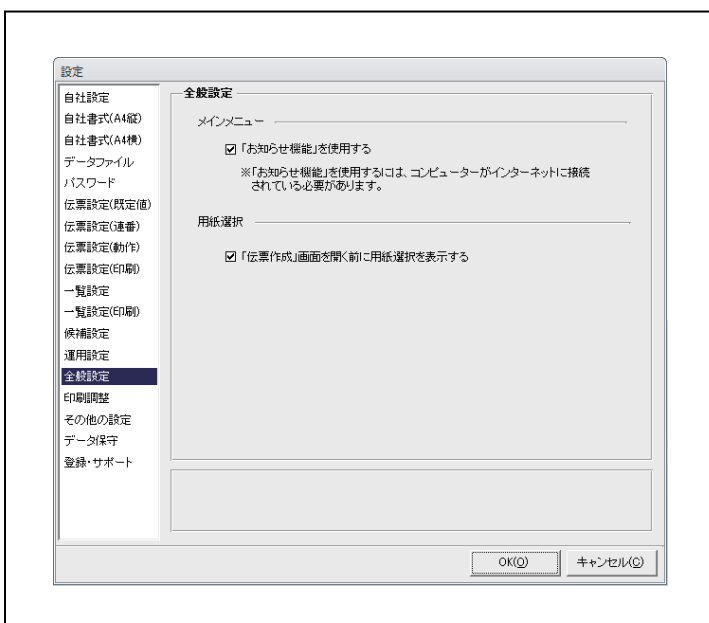 設定
自社設定
自社書式(A4縦)
自社書式(A4横)
データファイル
パスワード
伝票設定(既定値)
伝票設定(連番)
伝票設定(動作)
伝票設定(印刷)
一覧設定
一覧設定(印刷)
候補設定
運用設定
全般設定
印刷調整
その他の設定
データ保守
登録・サポート
全般設定
メインメニュー
「お知らせ機能」を使用する
※「お知らせ機能」を使用するには、コンピューターがインターネットに接続
されている必要があります。
用紙選択
「伝票作成」画面を開く前に用紙選択を表示する
OK(O)
キャンセル(C)